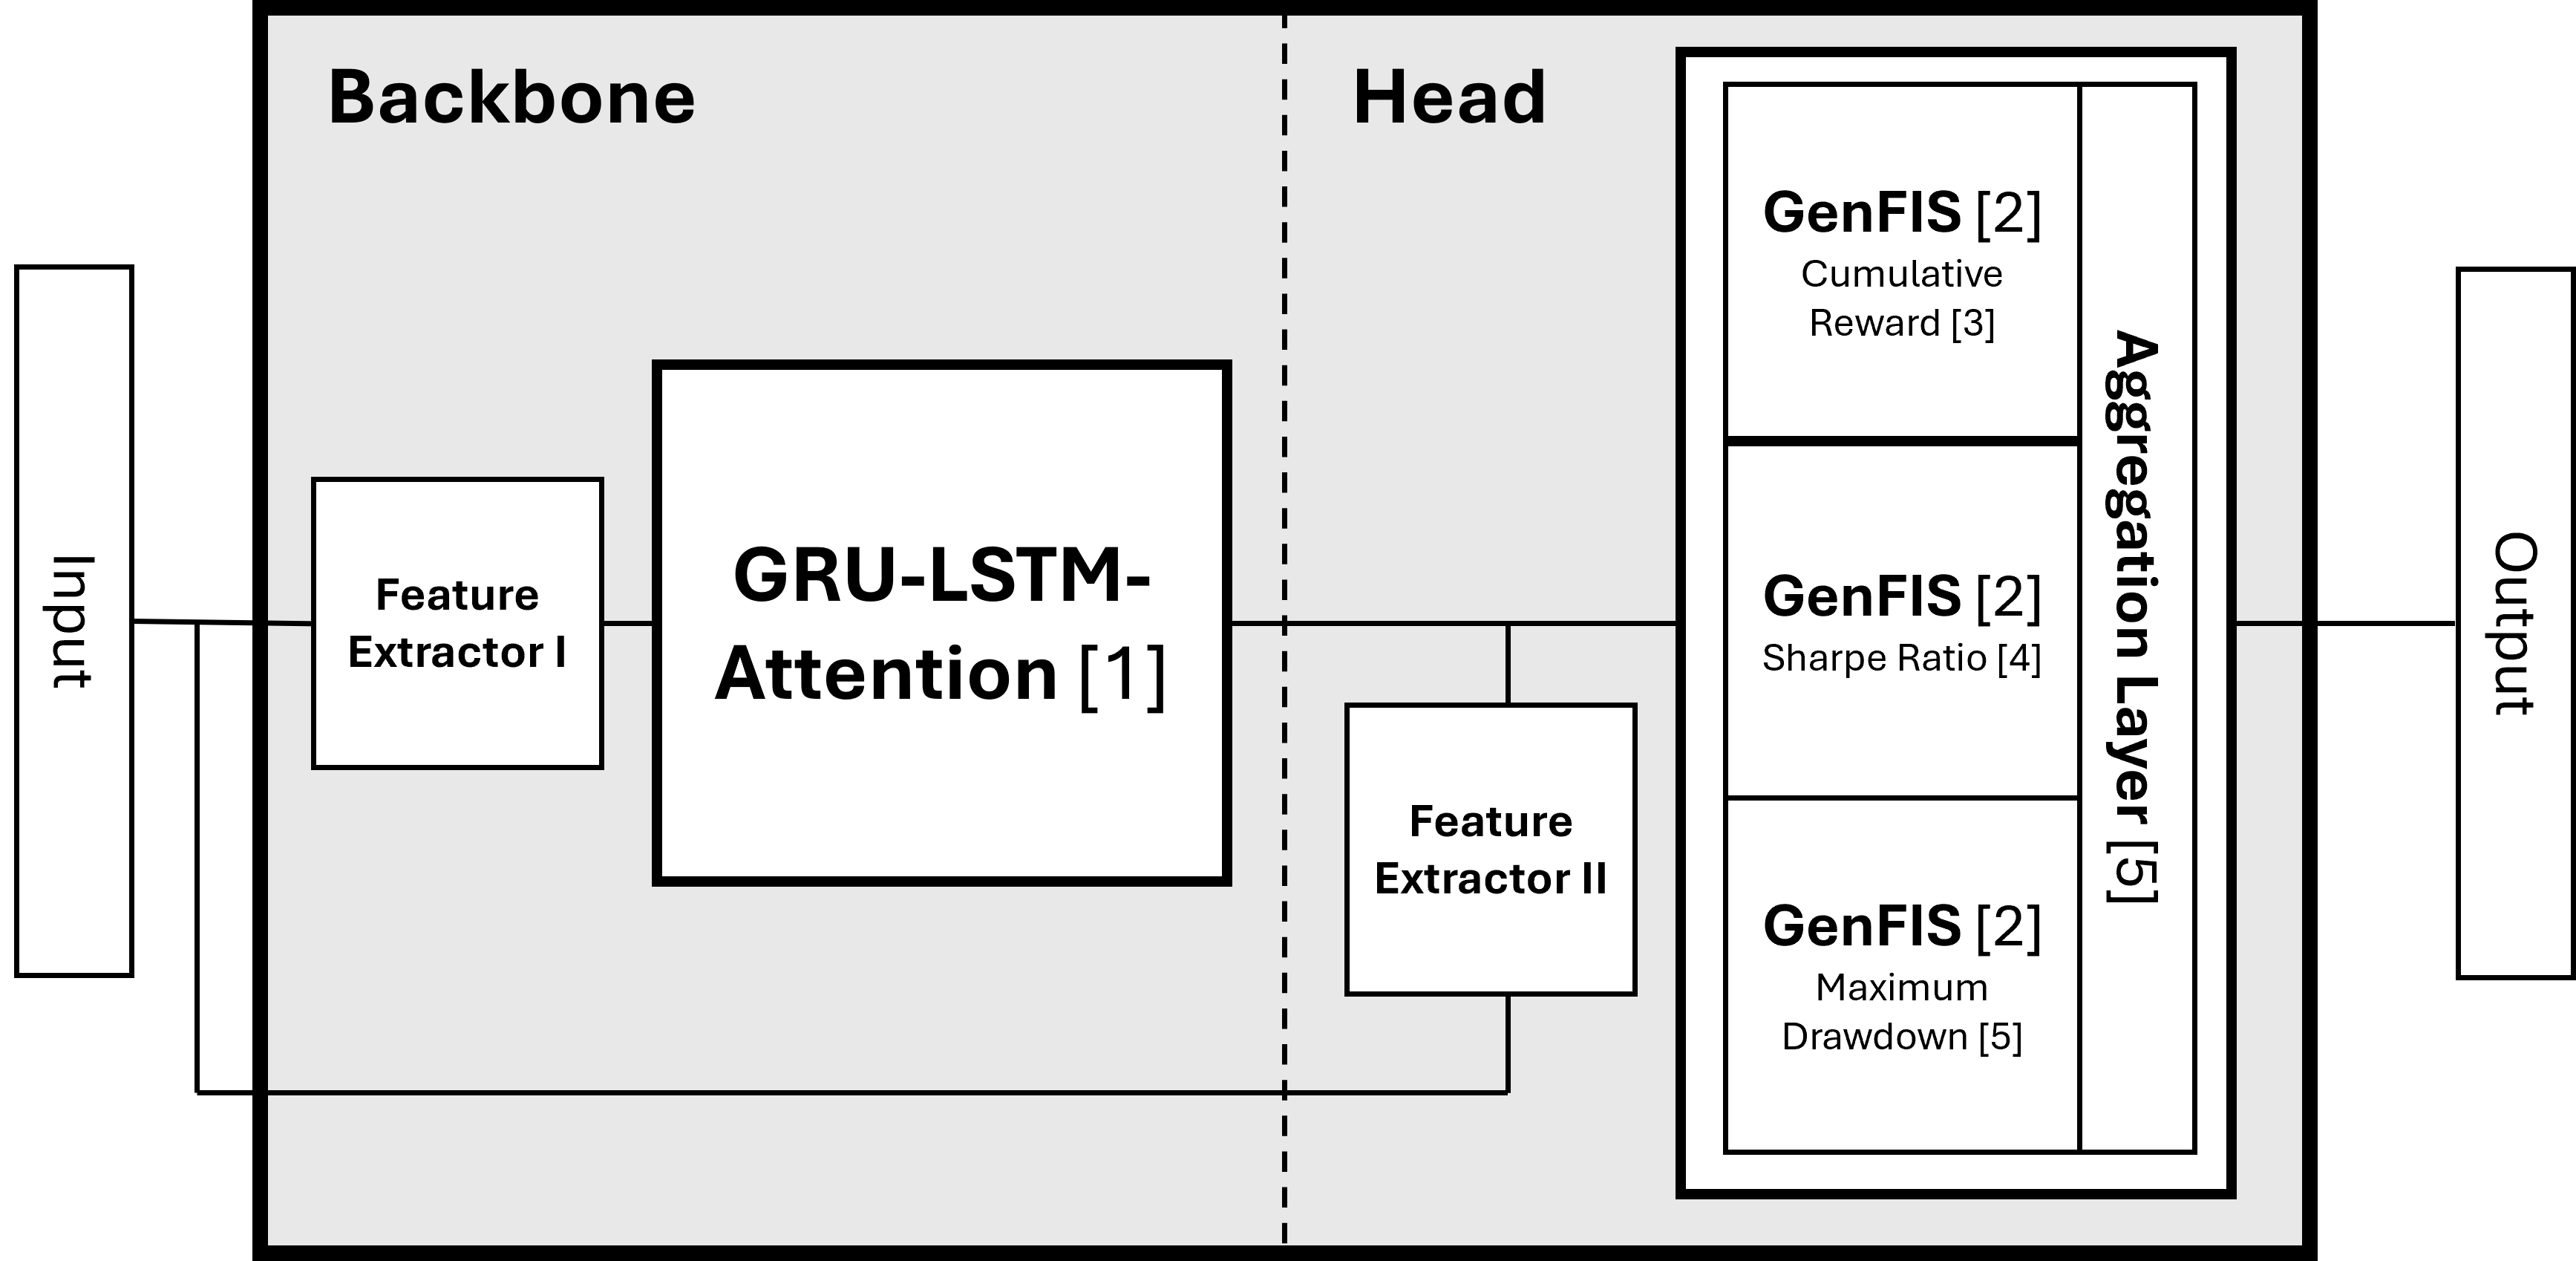 Backbone
Head
Input
Feature
Extractor I
GRU-LSTM-
Attention [1]
Feature
Extractor II
GenFIS [2]
Cumulative
Reward [3]
GenFIS [2]
Sharpe Ratio [4]
GenFIS [2]
Maximum
Drawdown [5]
Aggregation Layer [5]
Output